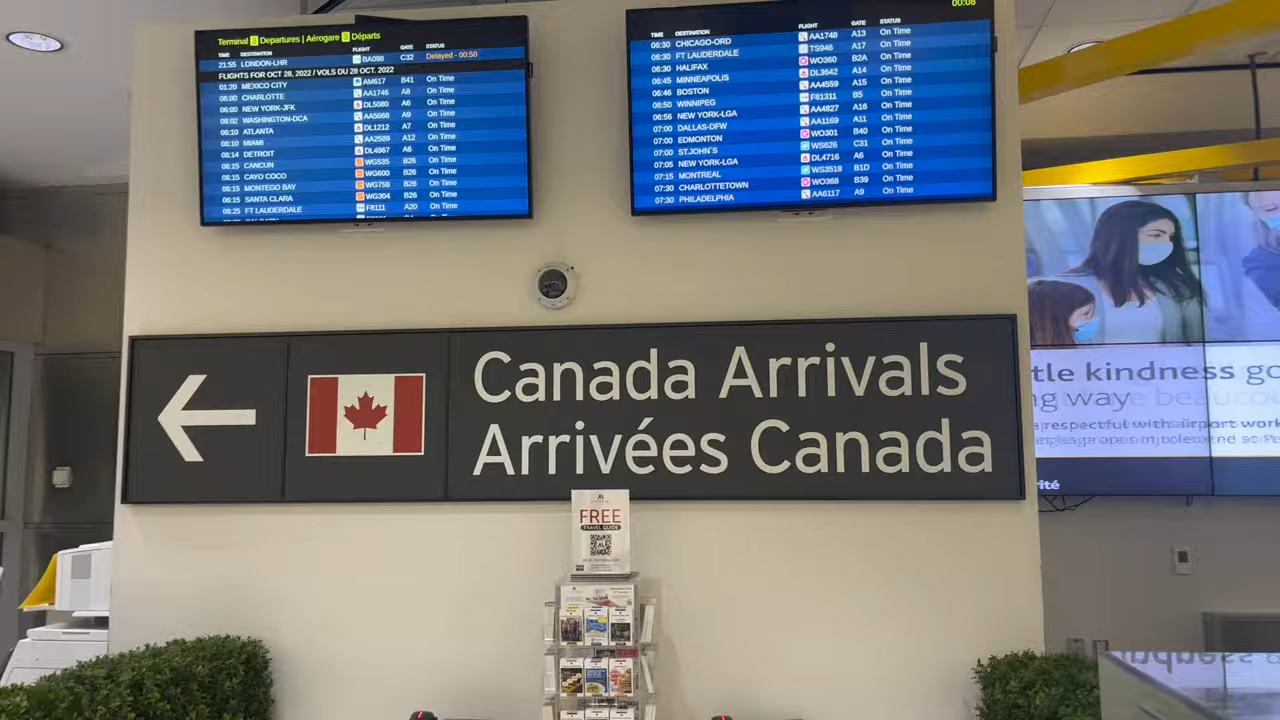 Terminal 3 Departures | Aérogare 3 Départs
TIME DESTINATION FLIGHT GATE STATUS
21:55 LONDON-LHR BA098 C32 Delayed - 00:50
FLIGHTS FOR OCT 28, 2022 / VOLS DU 28 OCT. 2022
01:20 MEXICO CITY AM617 B41 On Time
06:00 CHARLOTTE AA1746 A8 On Time
06:00 NEW YORK-JFK DL5080 A6 On Time
06:02 WASHINGTON-DCA AA5668 A9 On Time
06:10 ATLANTA DL1212 A7 On Time
06:10 MIAMI AA2589 A12 On Time
06:14 DETROIT DL4967 A6 On Time
06:15 CANCUN WG535 B26 On Time
06:15 CAYO COCO WG600 B26 On Time
06:15 MONTEGO BAY WG758 B26 On Time
06:15 SANTA CLARA WG304 B26 On Time
06:25 FT LAUDERDALE F8111 A20 On Time
00:08
TIME DESTINATION FLIGHT GATE STATUS
06:30 CHICAGO-ORD AA1748 A13 On Time
06:30 FT LAUDERDALE TS946 A17 On Time
06:30 HALIFAX WO360 B2A On Time
06:45 MINNEAPOLIS DL3642 A14 On Time
06:46 BOSTON AA4559 A15 On Time
06:50 WINNIPEG F81311 B5 On Time
06:56 NEW YORK-LGA AA4827 A16 On Time
07:00 DALLAS-DFW AA1169 A11 On Time
07:00 EDMONTON WO301 B40 On Time
07:00 ST.JOHN'S WS626 C31 On Time
07:05 NEW YORK-LGA DL4716 A6 On Time
07:15 MONTREAL WS3518 B1D On Time
07:30 CHARLOTTETOWN WO368 B39 On Time
07:30 PHILADELPHIA AA6117 A9 On Time
Canada Arrivals
Arrivées Canada
tle kindness go
ng way
respectful with airport work
rité
FREE
TRAVEL GUIDE